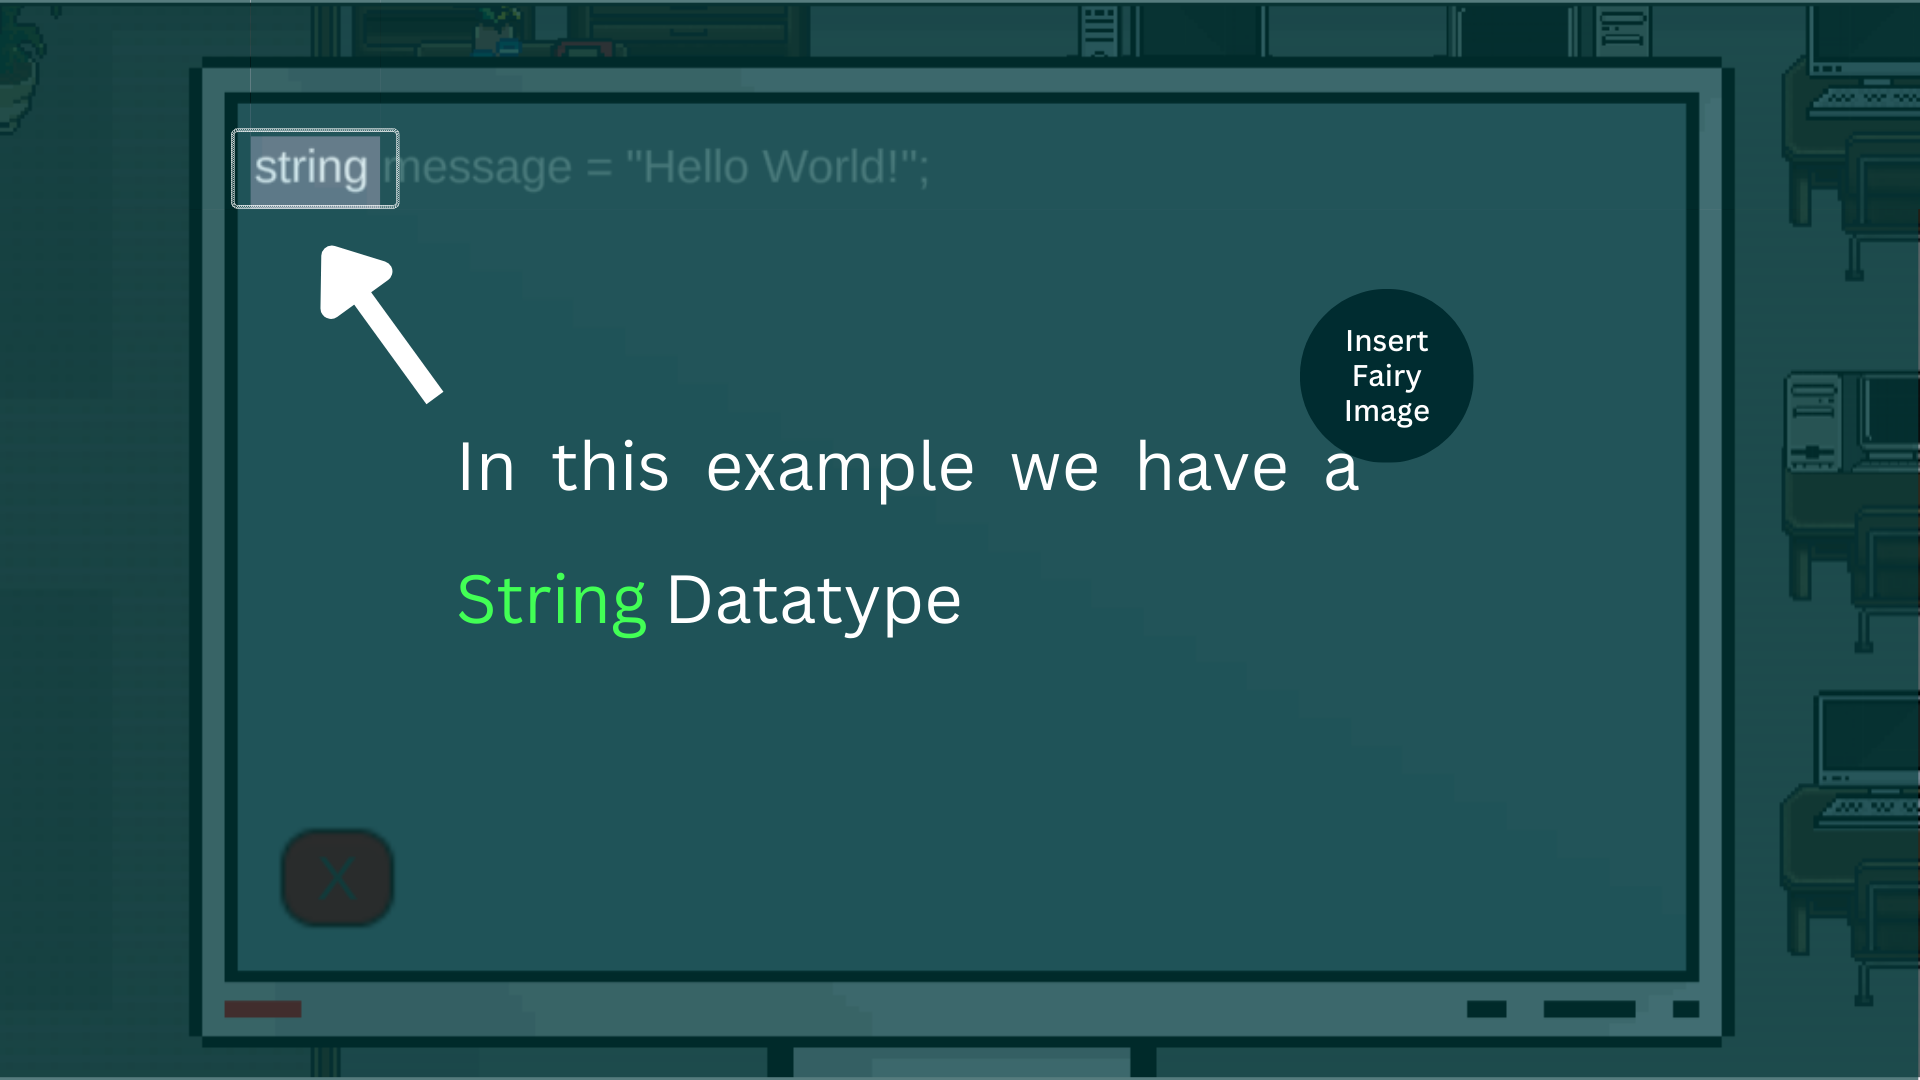 string message = "Hello World!";
Insert
Fairy
Image
In this example we have a
String Datatype
X